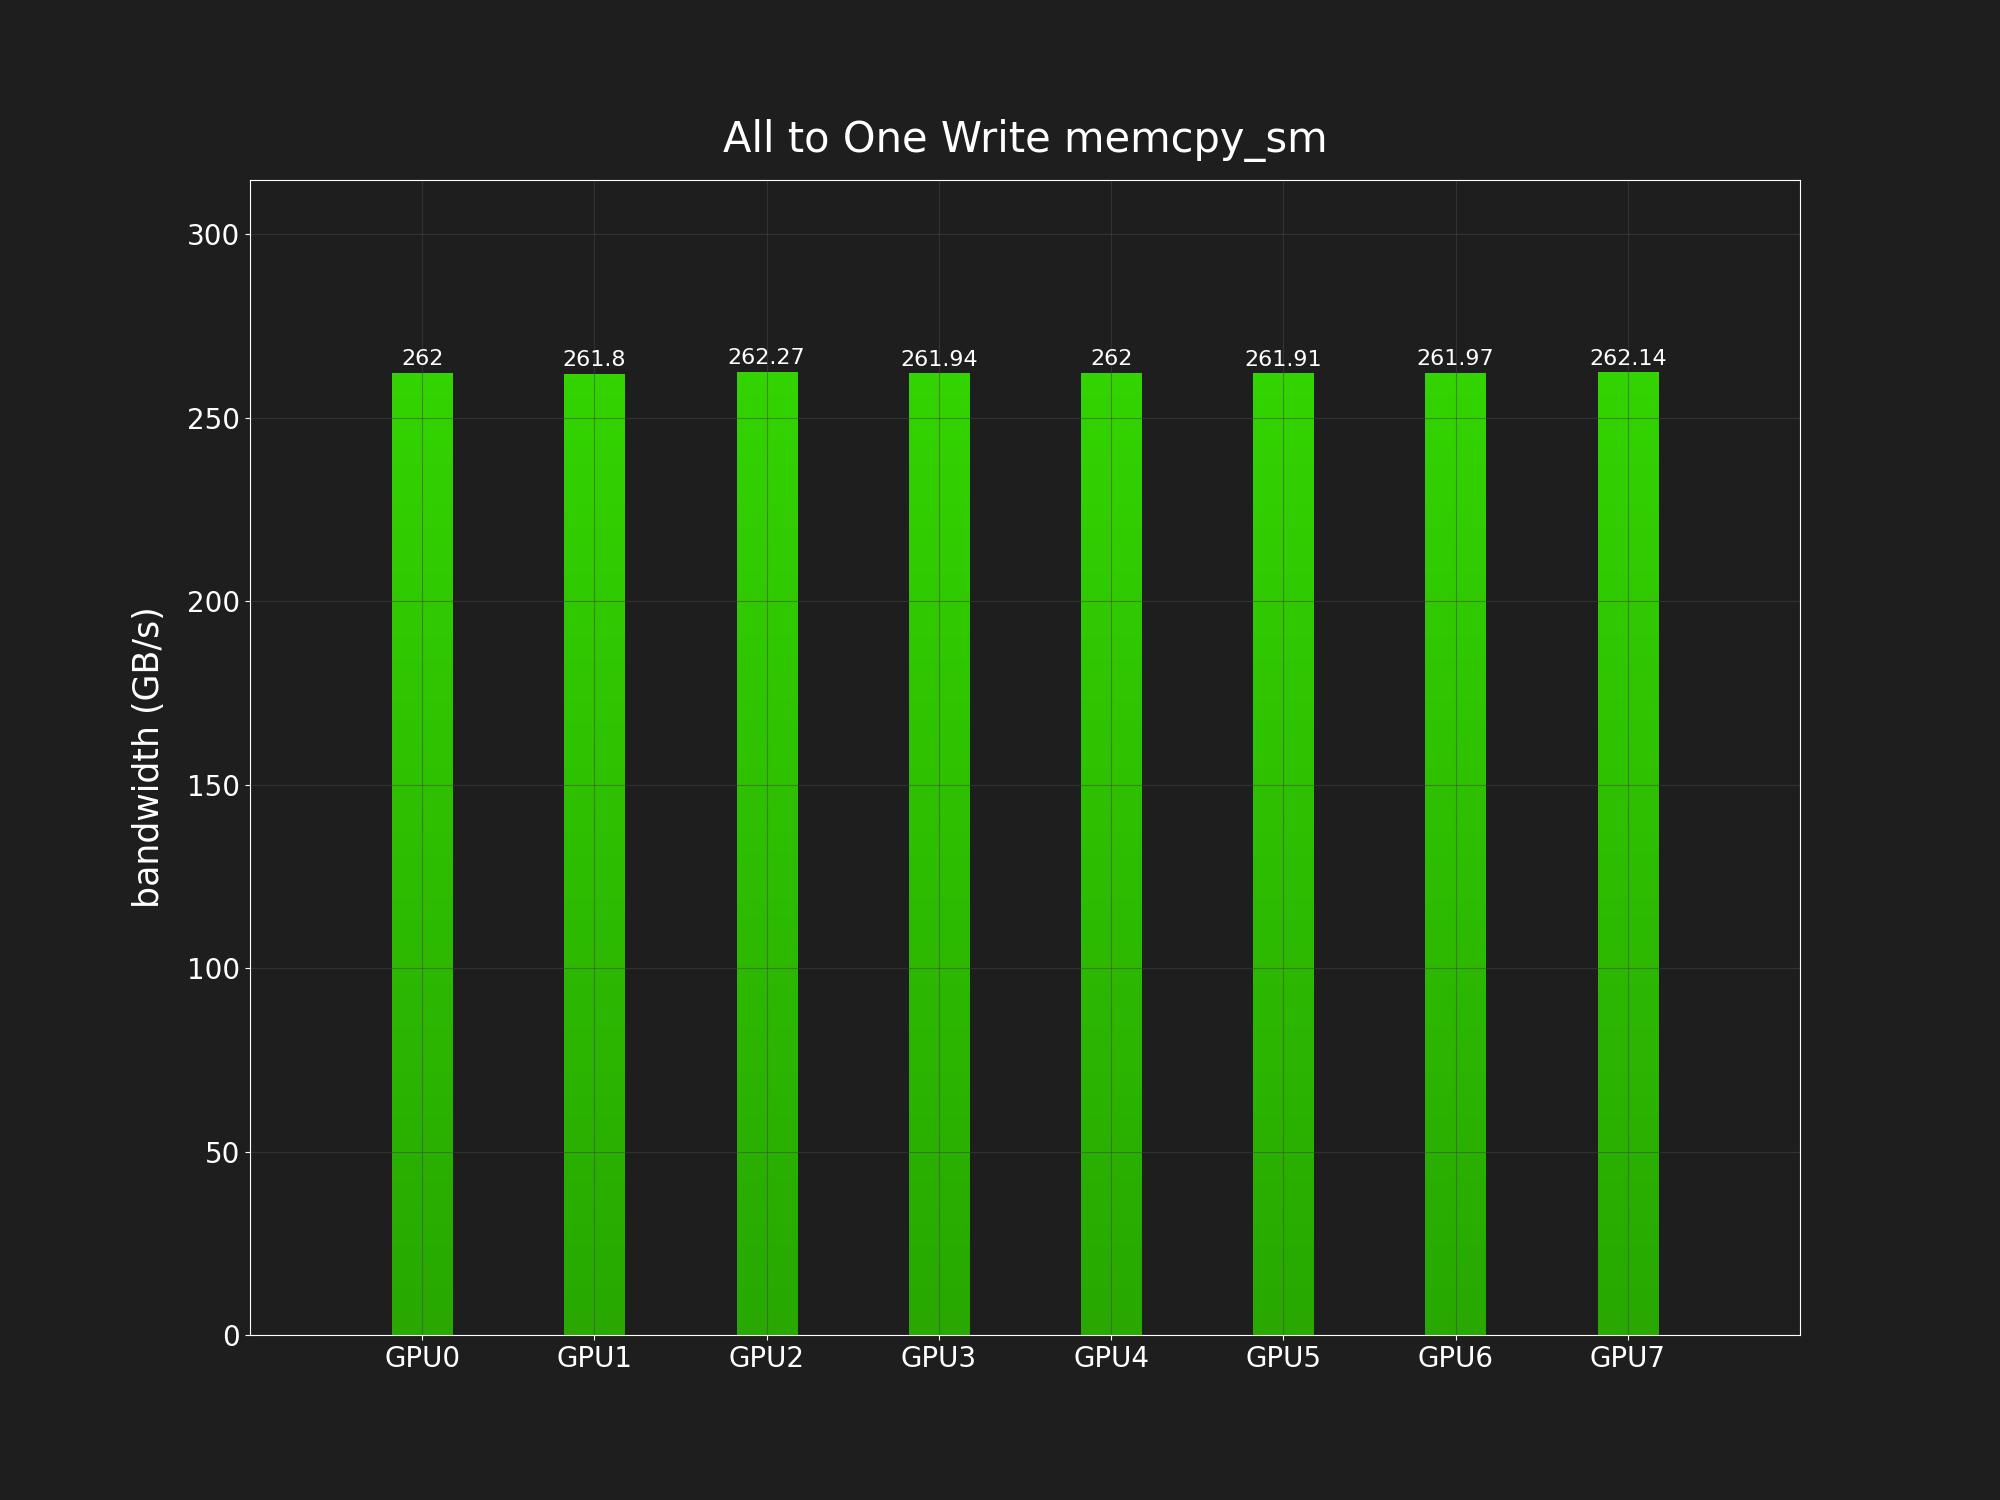 All to One Write memcpy_sm
bandwidth (GB/s)
300
250
200
150
100
50
0
262
261.8
262.27
261.94
262
261.91
261.97
262.14
GPU0
GPU1
GPU2
GPU3
GPU4
GPU5
GPU6
GPU7